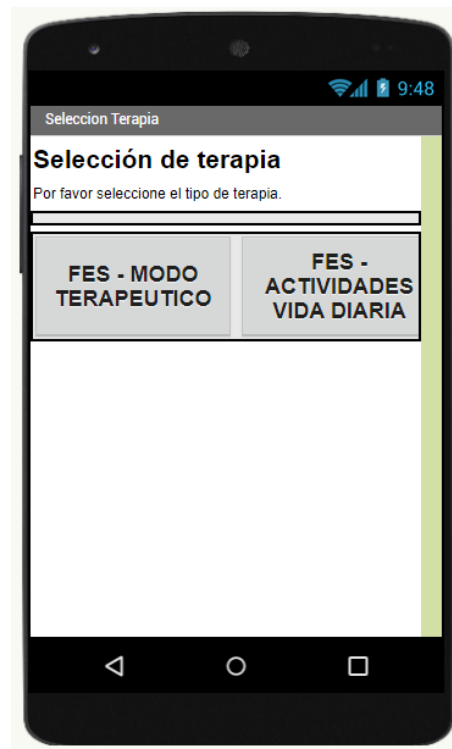 9:48
Seleccion Terapia
Selección de terapia
Por favor seleccione el tipo de terapia.
FES - MODO
TERAPEUTICO
FES -
ACTIVIDADES
VIDA DIARIA